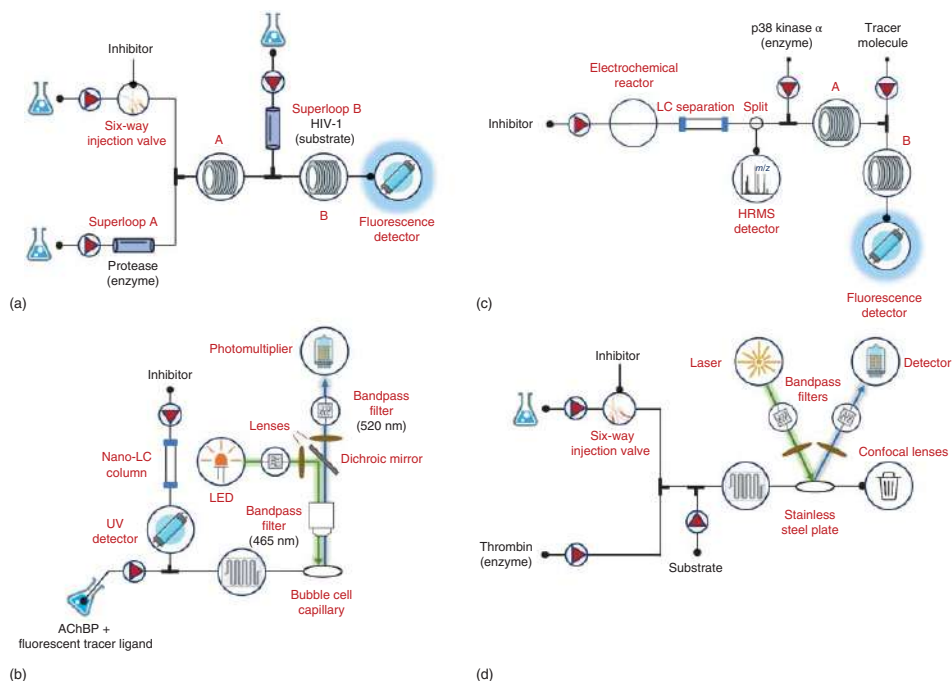 Inhibitor
Six-way
injection valve
A
Superloop B
HIV-1
(substrate)
B
Fluorescence
detector
Superloop A
Protease
(enzyme)
(a)
p38 kinase α
(enzyme)
Tracer
molecule
Electrochemical
reactor
LC separation
Split
A
Inhibitor
m/z
HRMS
detector
B
Fluorescence
detector
(c)
Photomultiplier
Inhibitor
Bandpass
filter
(520 nm)
Lenses
Nano-LC
column
Dichroic mirror
LED
UV
detector
Bandpass
filter
(465 nm)
Bubble cell
capillary
AChBP +
fluorescent tracer ligand
(b)
Inhibitor
Laser
Detector
Bandpass
filters
Six-way
injection valve
Confocal lenses
Stainless
steel plate
Thrombin
(enzyme)
Substrate
(d)